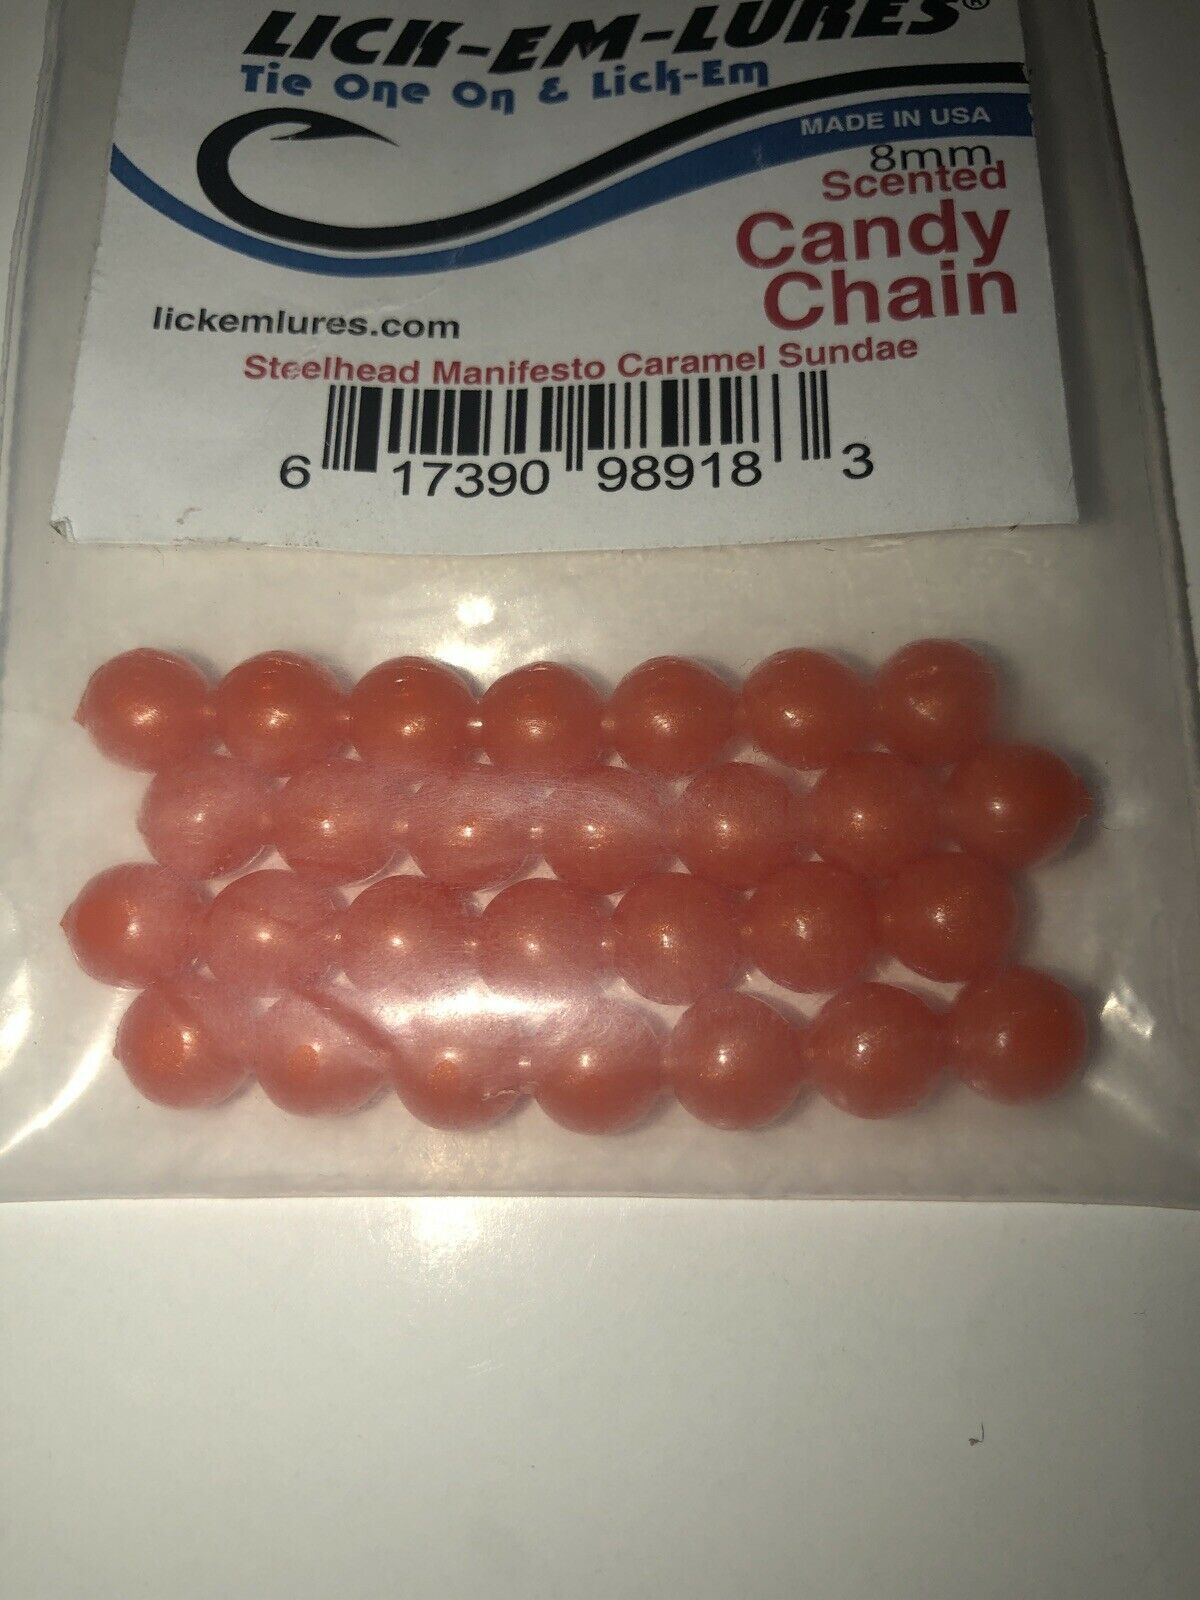 LICK-EM-LURES®
Tie One On & Lick-Em
MADE IN USA
8mm
Scented
Candy
Chain
lickemlures.com
Steelhead Manifesto Caramel Sundae
6 17390 98918 3